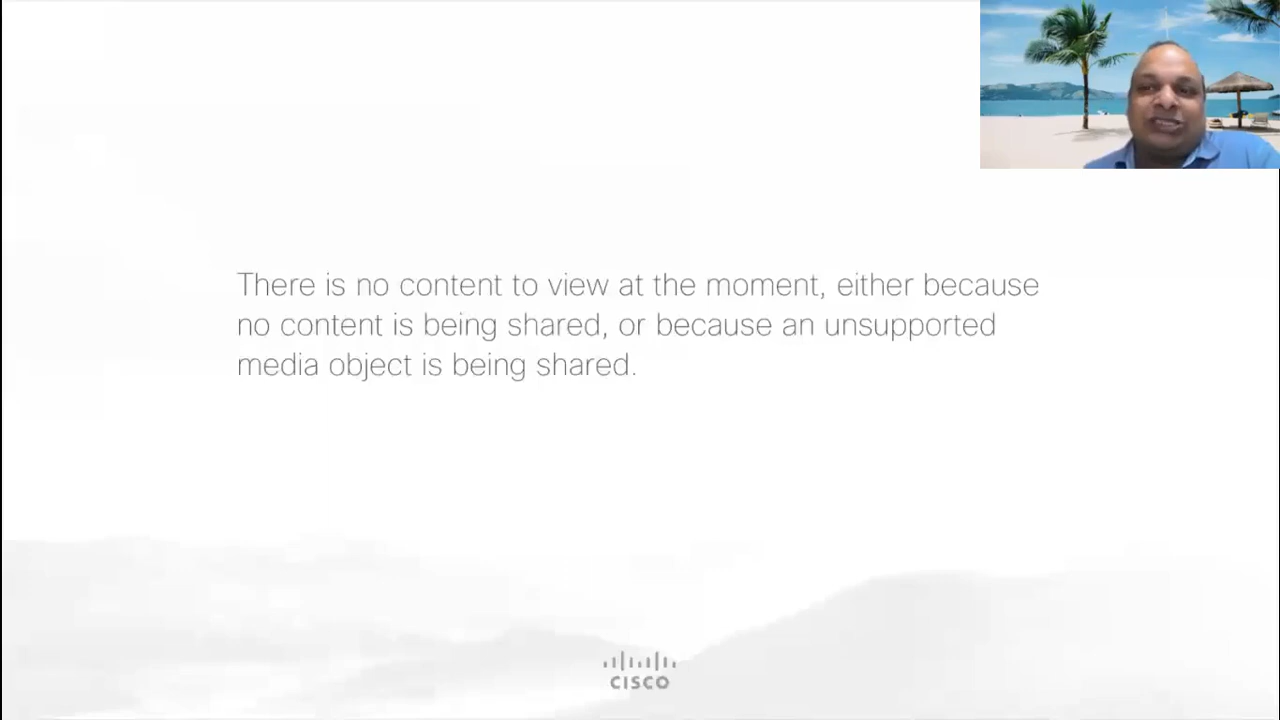 There is no content to view at the moment, either because
no content is being shared, or because an unsupported
media object is being shared.
CISCO